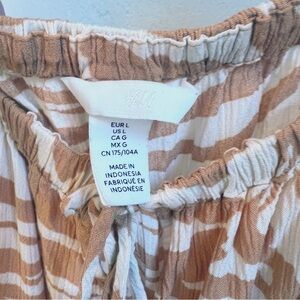 H&M
EUR L
US L
CA G
MX G
CN 175/104A
MADE IN
INDONESIA
FABRIQUÉ EN
INDONÉSIE